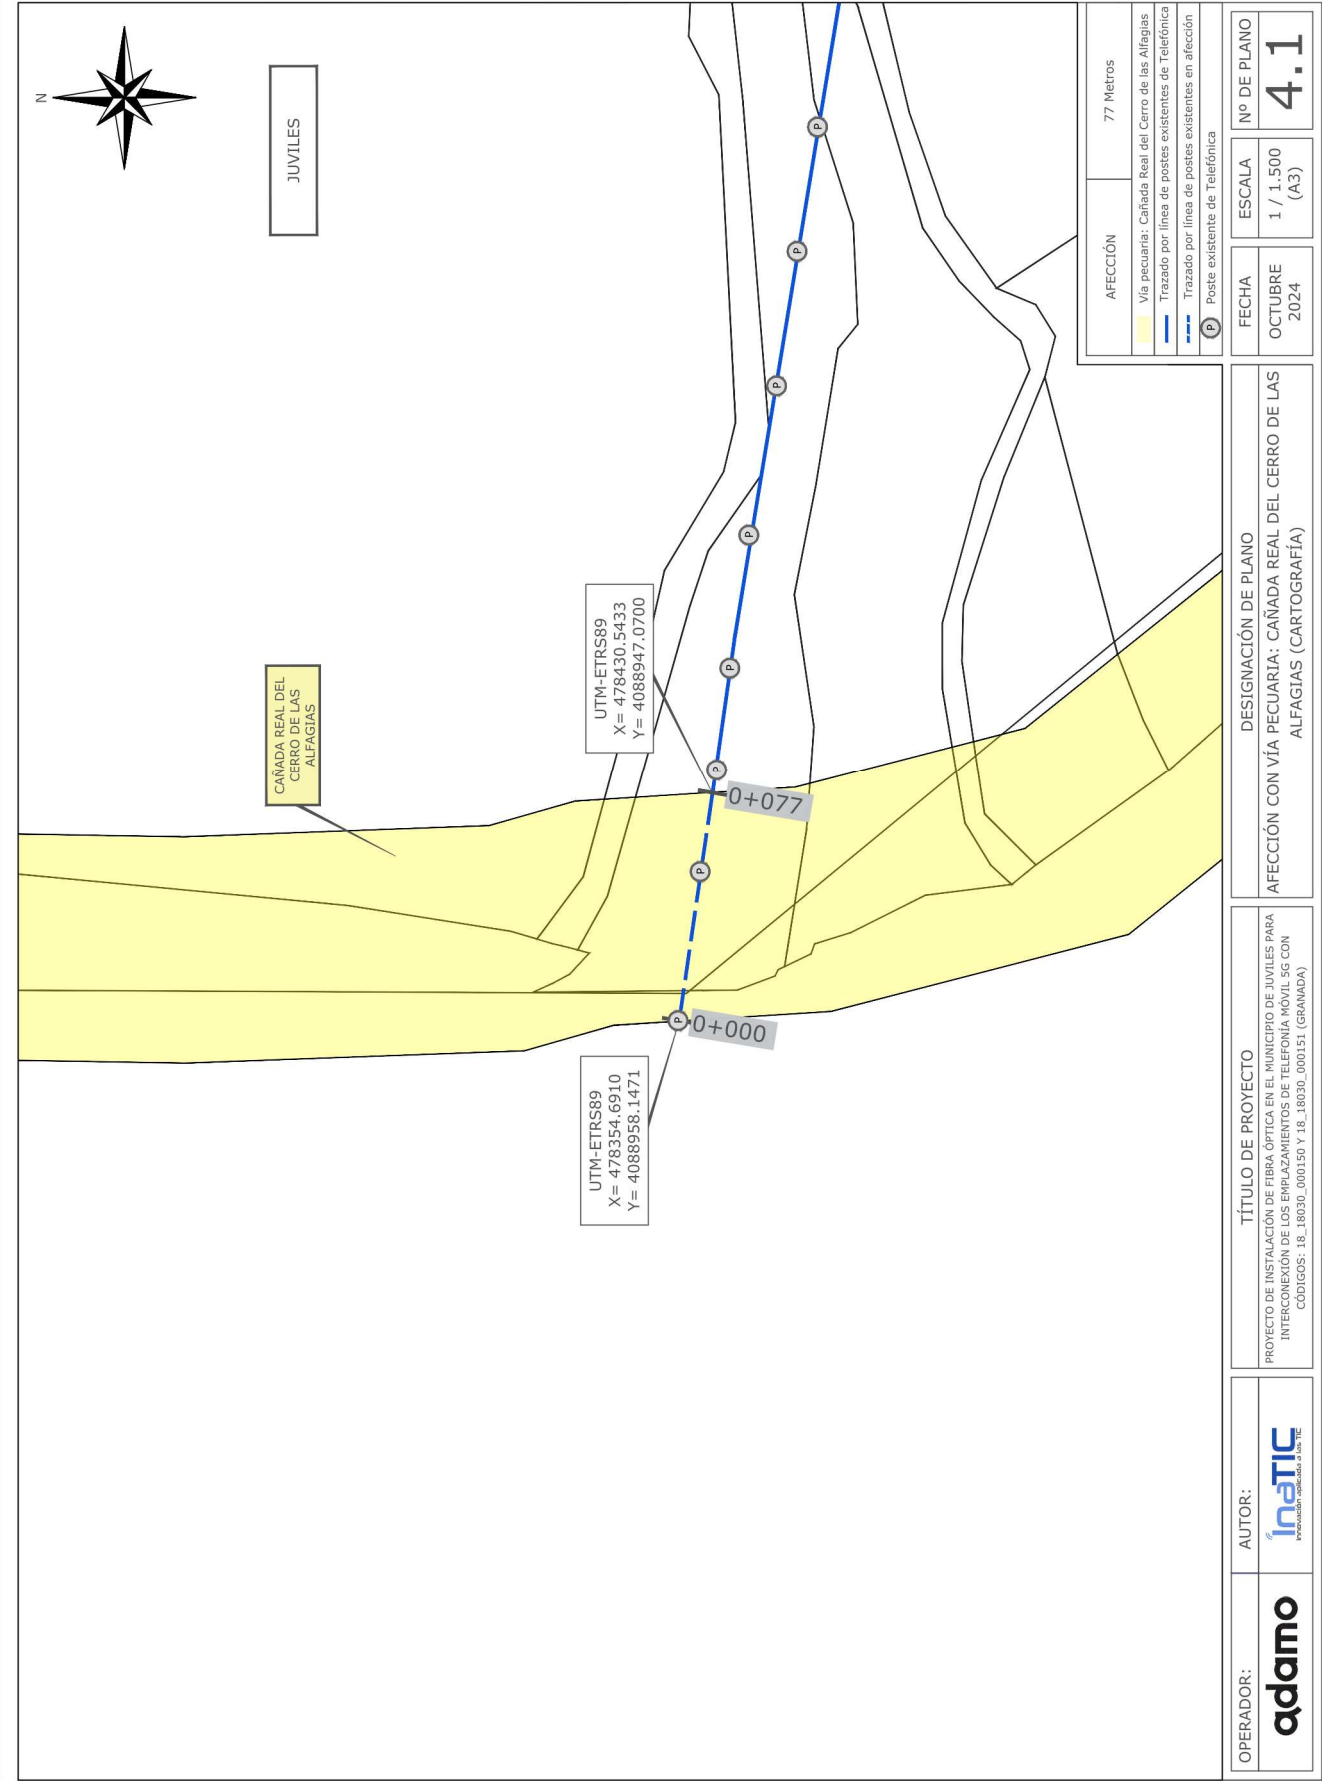 N
JUVILES
CAÑADA REAL DEL
CERRO DE LAS
ALFAGIAS
UTM-ETRS89
X= 478430.5433
Y= 4088947.0700
UTM-ETRS89
X= 478354.6910
Y= 4088958.1471
0+000
0+077
P
P
P
P
P
P
P
P
AFECCIÓN
77 Metros
Vía pecuaria: Cañada Real del Cerro de las Alfagias
Trazado por línea de postes existentes de Telefónica
Trazado por línea de postes existentes en afección
P Poste existente de Telefónica
OPERADOR:
adamo
AUTOR:
inaTIC
Innovación aplicada a las TIC
TÍTULO DE PROYECTO
PROYECTO DE INSTALACIÓN DE FIBRA ÓPTICA EN EL MUNICIPIO DE JUVILES PARA
INTERCONEXIÓN DE LOS EMPLAZAMIENTOS DE TELEFONÍA MÓVIL 5G CON
CÓDIGOS: 18_18030_000150 Y 18_18030_000151 (GRANADA)
DESIGNACIÓN DE PLANO
AFECCIÓN CON VÍA PECUARIA: CAÑADA REAL DEL CERRO DE LAS
ALFAGIAS (CARTOGRAFÍA)
FECHA
OCTUBRE
2024
ESCALA
1 / 1.500
(A3)
Nº DE PLANO
4.1